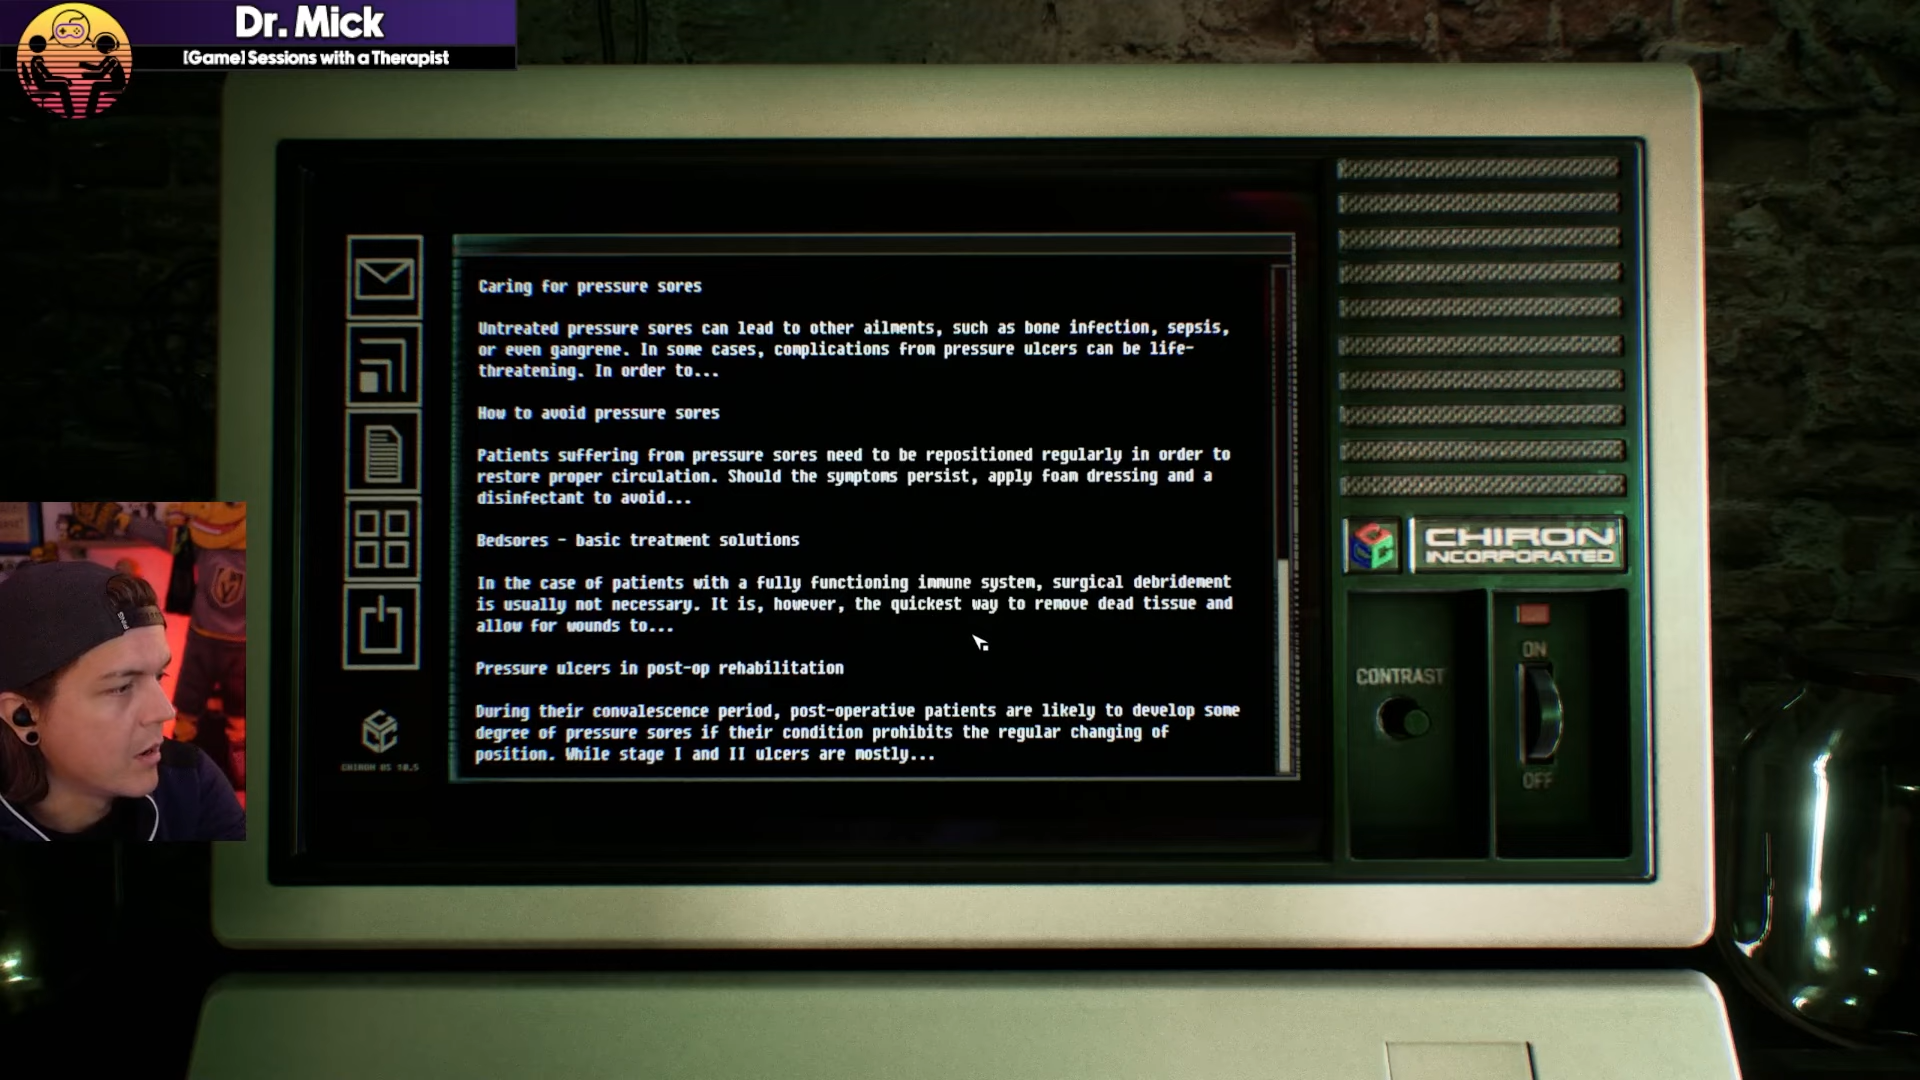 Dr. Mick
[Game] Sessions with a Therapist
Caring for pressure sores
Untreated pressure sores can lead to other ailments, such as bone infection, sepsis,
or even gangrene. In some cases, complications from pressure ulcers can be life-
threatening. In order to...
How to avoid pressure sores
Patients suffering from pressure sores need to be repositioned regularly in order to
restore proper circulation. Should the symptoms persist, apply foam dressing and a
disinfectant to avoid...
Bedsores - basic treatment solutions
In the case of patients with a fully functioning immune system, surgical debridement
is usually not necessary. It is, however, the quickest way to remove dead tissue and
allow for wounds to...
Pressure ulcers in post-op rehabilitation
During their convalescence period, post-operative patients are likely to develop some
degree of pressure sores if their condition prohibits the regular changing of
position. While stage I and II ulcers are mostly...
CHIRON OS 10.5
CHIRON
INCORPORATED
CONTRAST
ON
OFF